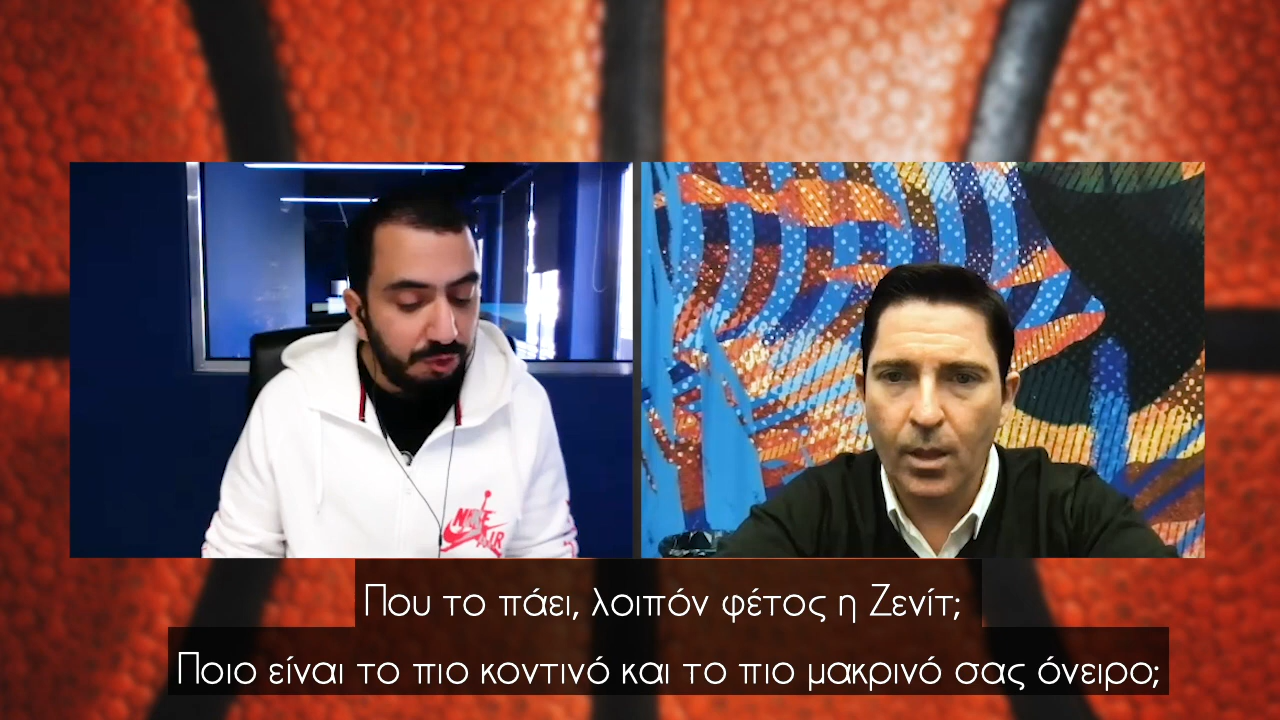 Που το πάει, λοιπόν φέτος η Ζενίτ;
Ποιο είναι το πιο κοντινό και το πιο μακρινό σας όνειρο;